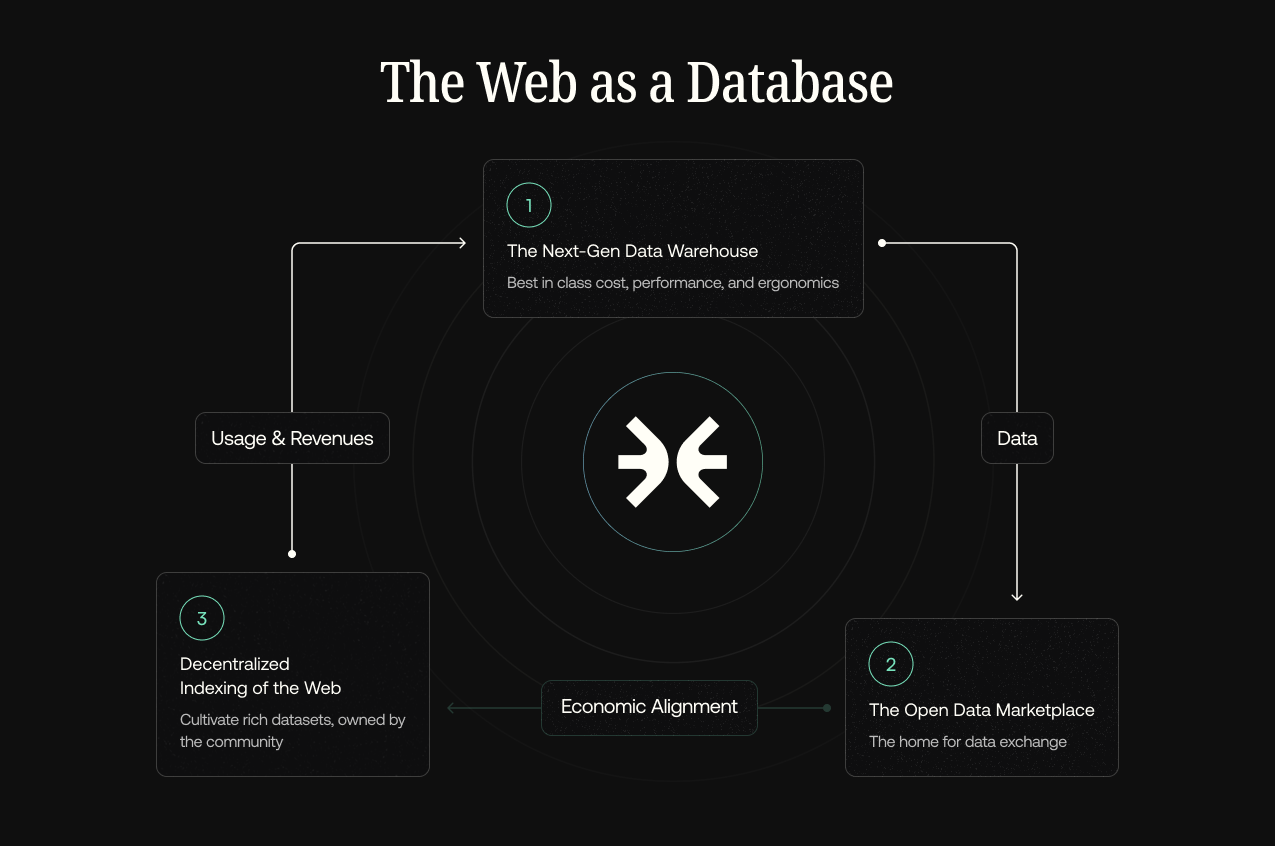 The Web as a Database
1
The Next-Gen Data Warehouse
Best in class cost, performance, and ergonomics
Usage & Revenues
Data
3
Decentralized
Indexing of the Web
Cultivate rich datasets, owned by
the community
Economic Alignment
2
The Open Data Marketplace
The home for data exchange